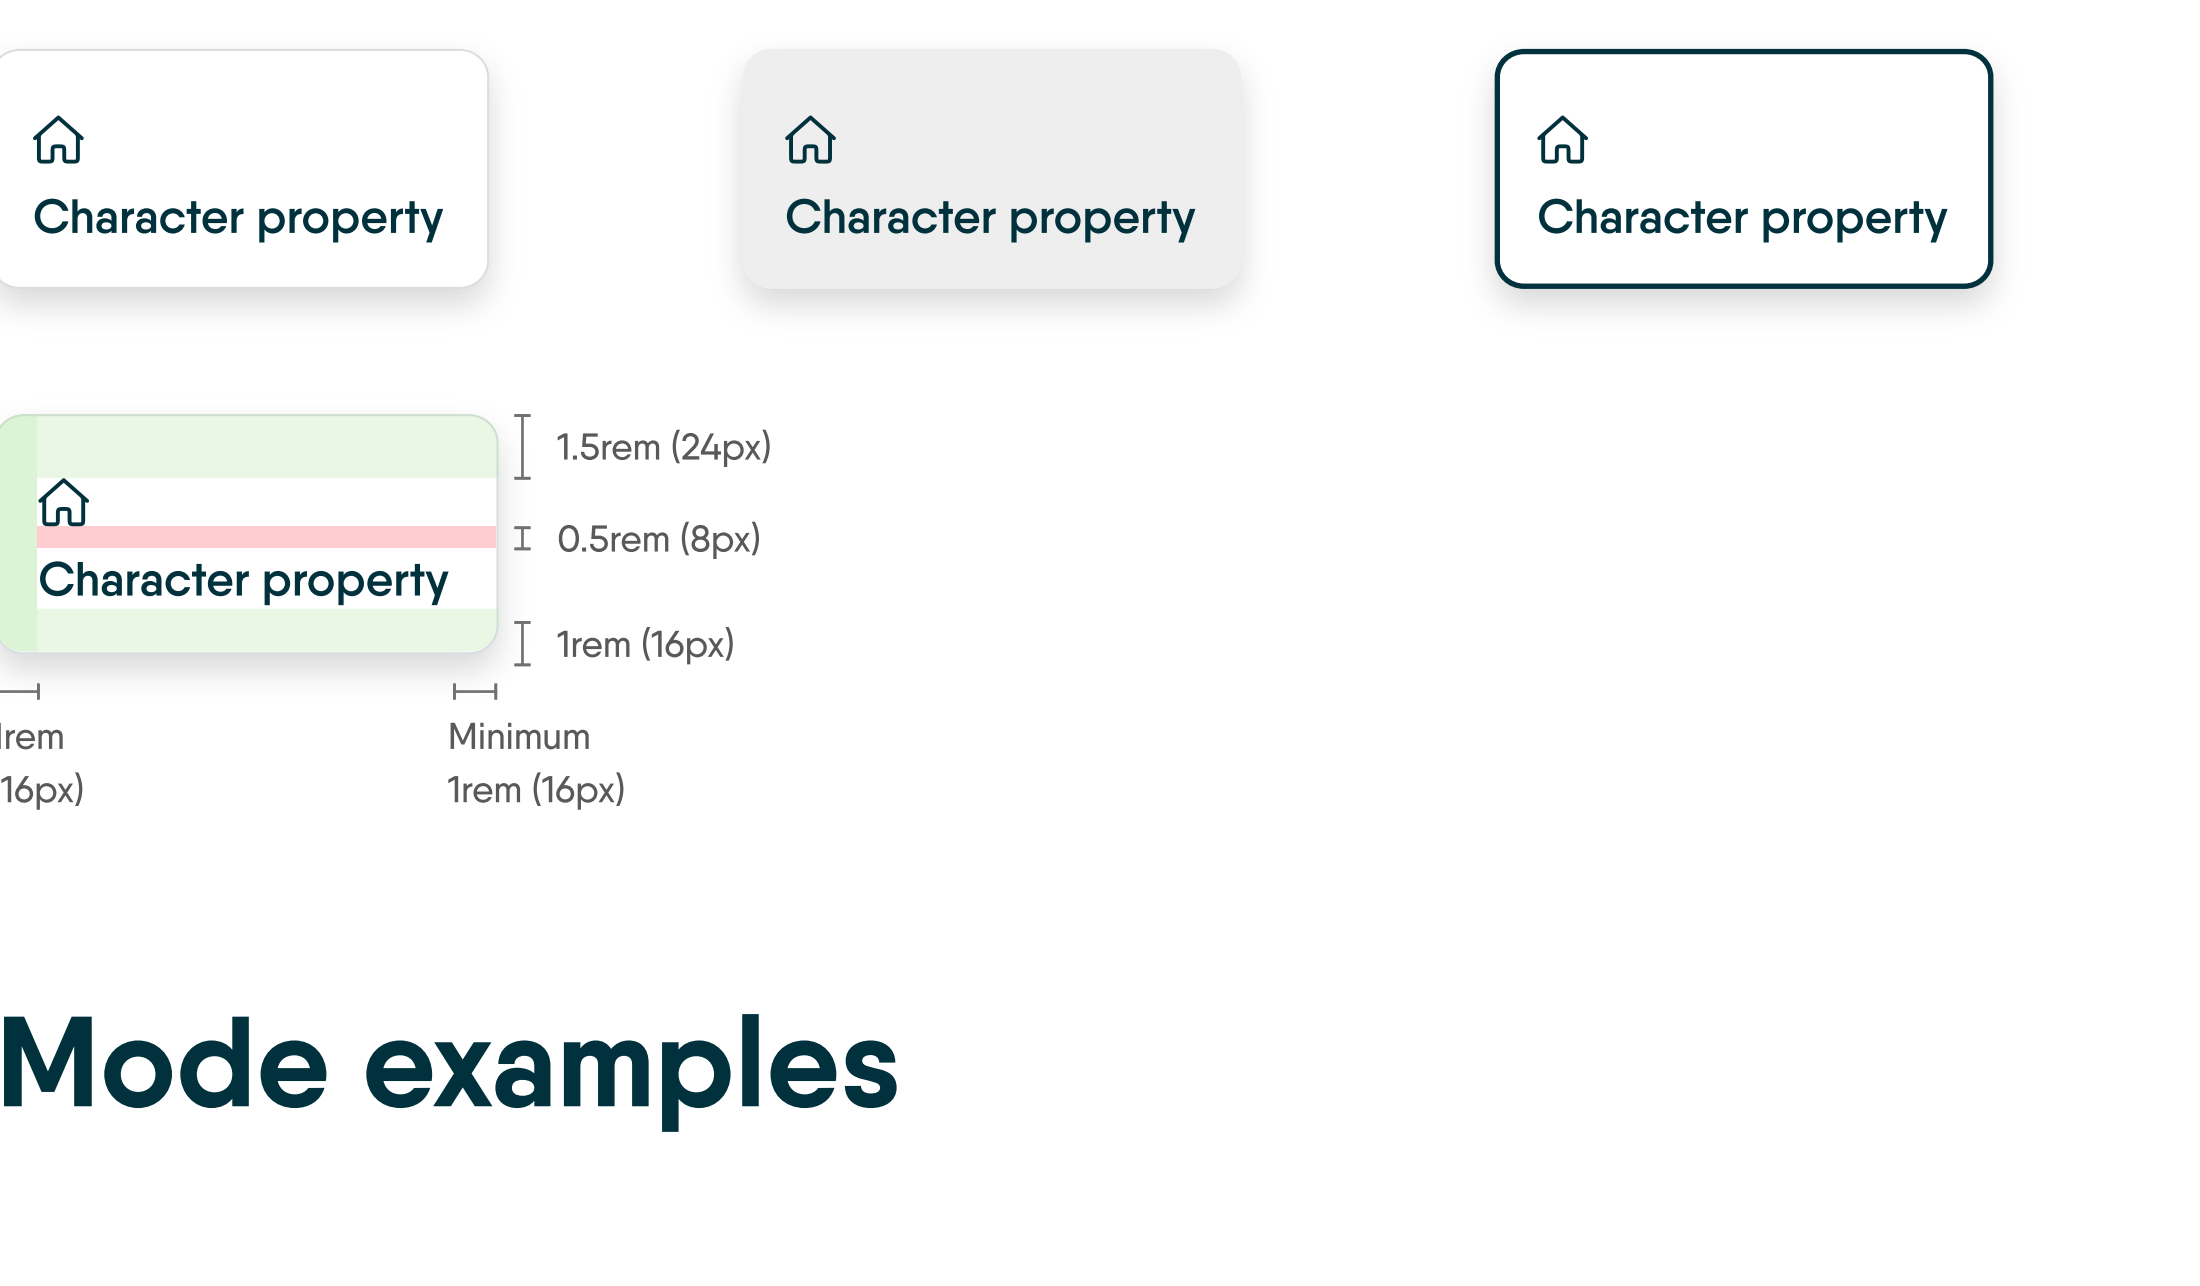 Character property
Character property
Character property
1.5rem (24px)
0.5rem (8px)
Character property
1rem (16px)
rem
16px)
Minimum
1rem (16px)
Mode examples